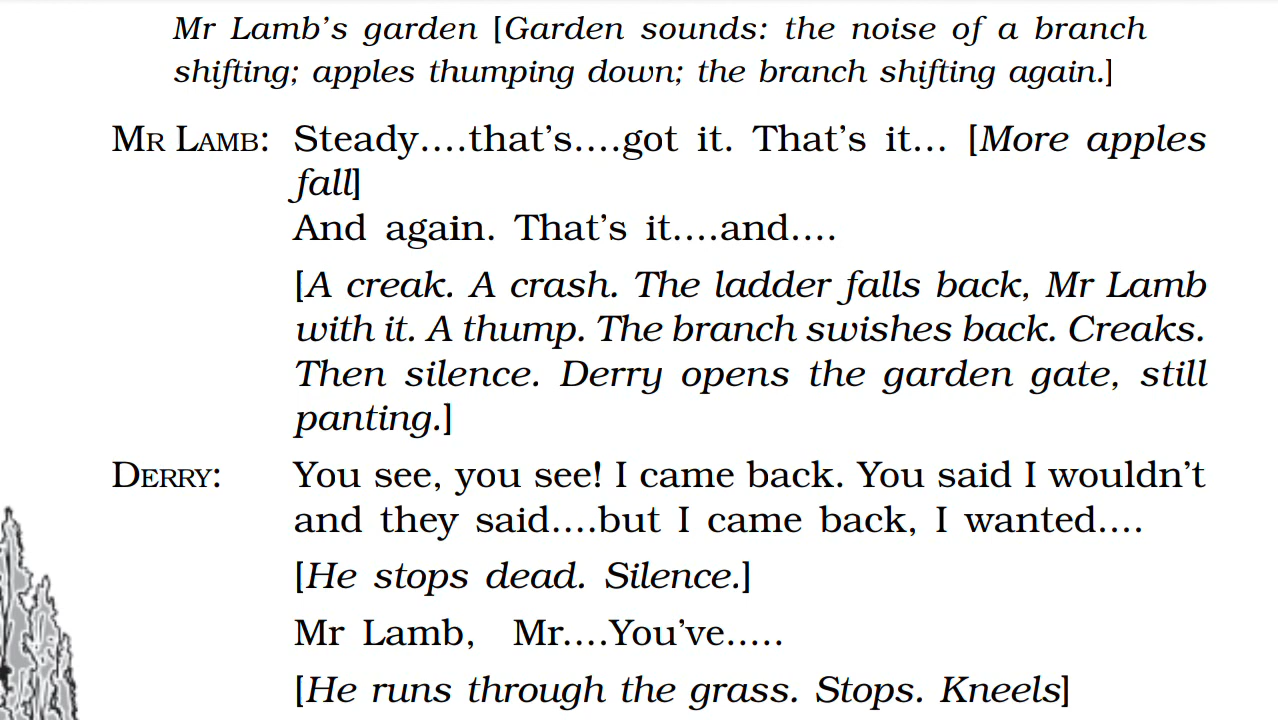 Mr Lamb’s garden [Garden sounds: the noise of a branch
shifting; apples thumping down; the branch shifting again.]
MR LAMB: Steady....that’s....got it. That’s it... [More apples
fall]
And again. That’s it....and....
[A creak. A crash. The ladder falls back, Mr Lamb
with it. A thump. The branch swishes back. Creaks.
Then silence. Derry opens the garden gate, still
panting.]
DERRY: You see, you see! I came back. You said I wouldn’t
and they said....but I came back, I wanted....
[He stops dead. Silence.]
Mr Lamb, Mr....You’ve.....
[He runs through the grass. Stops. Kneels]